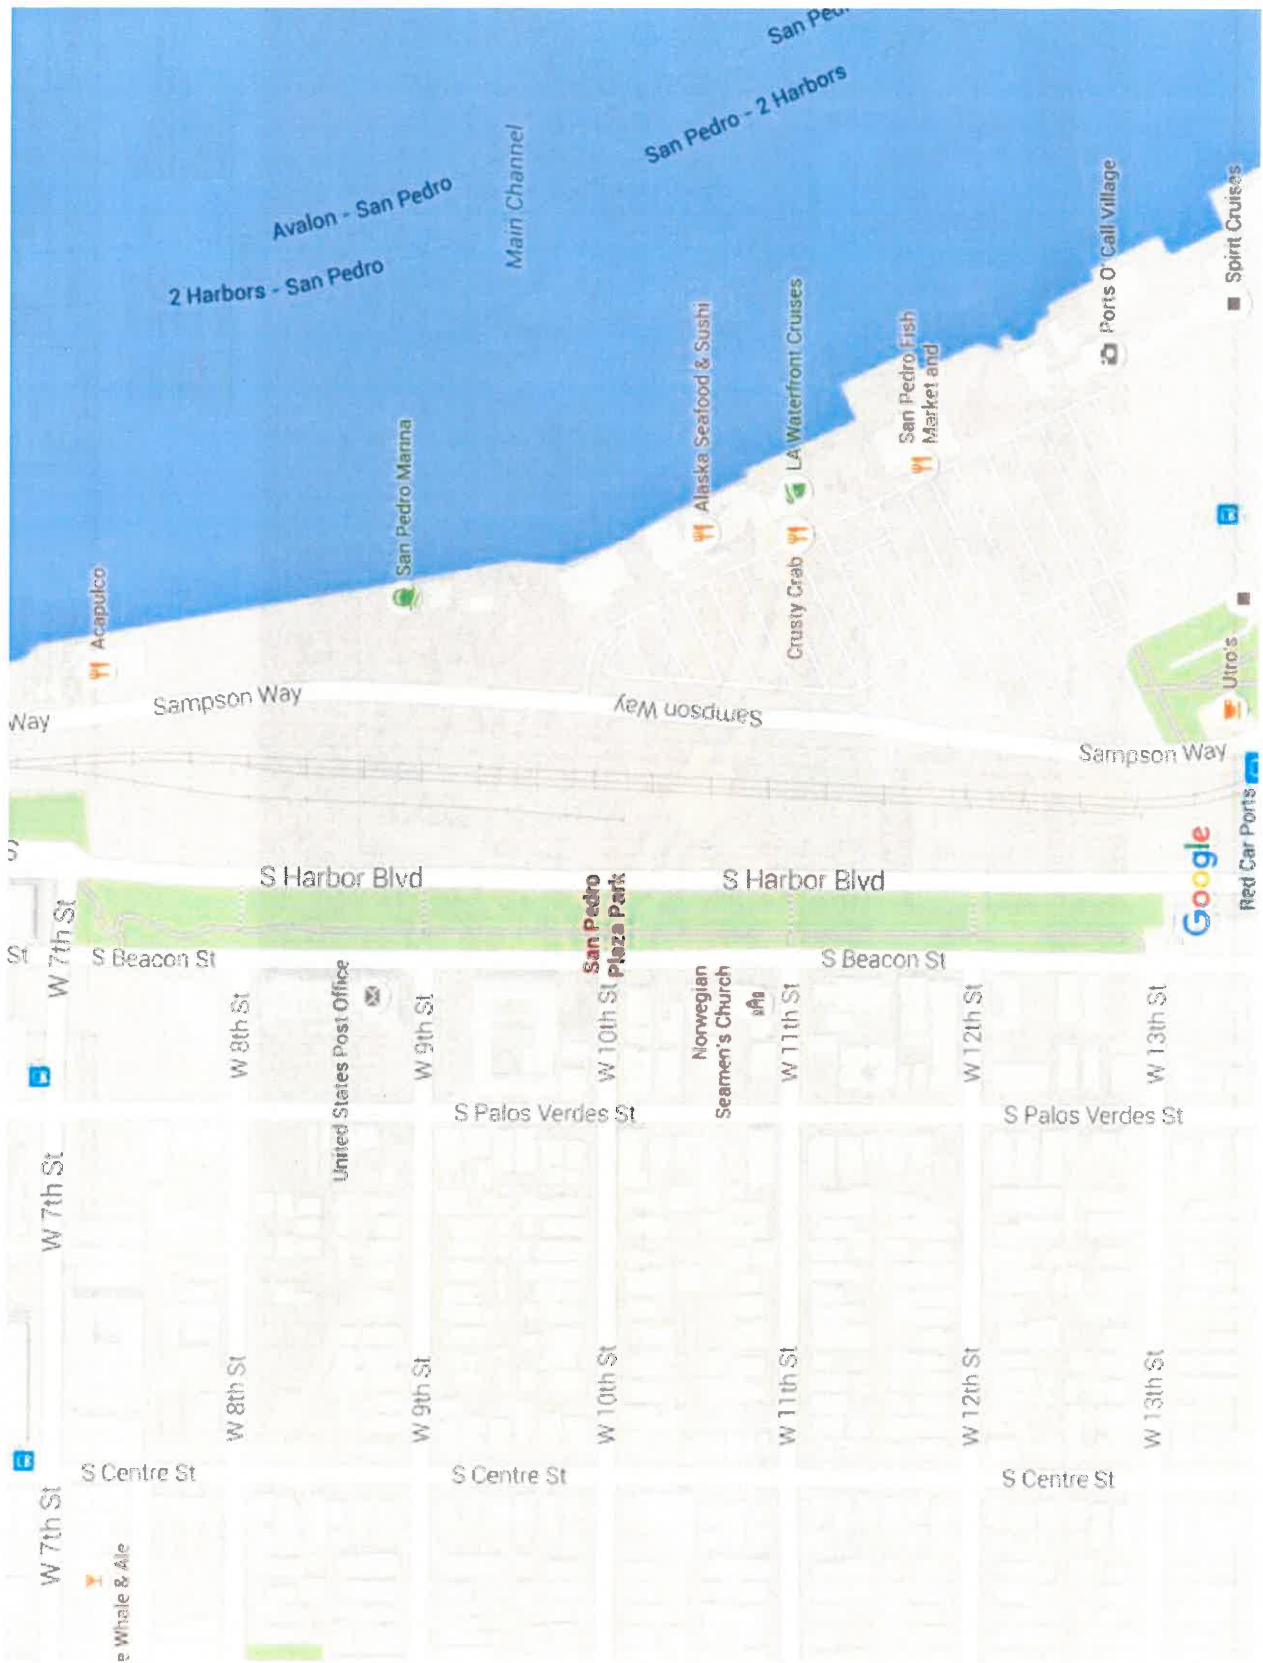 San Pe
San Pedro - 2 Harbors
Main Channel
Avalon - San Pedro
2 Harbors - San Pedro
Ports O' Call Village
Spirit Cruises
LA Waterfront Cruises
Alaska Seafood & Sushi
San Pedro Fish
Market and
San Pedro Marina
Crusty Crab
Acapulco
Utro's
Way
Sampson Way
Sampson Way
Sampson Way
Google
Red Car Ports
S Harbor Blvd
S Harbor Blvd
San Pedro
Plaza Park
St
W 7th St
S Beacon St
S Beacon St
United States Post Office
Norwegian
Seamen's Church
W 8th St
W 9th St
W 10th St
W 11th St
W 12th St
W 13th St
S Palos Verdes St
S Palos Verdes St
W 7th St
W 8th St
W 9th St
W 10th St
W 11th St
W 12th St
W 13th St
S Centre St
S Centre St
S Centre St
W 7th St
e Whale & Ale